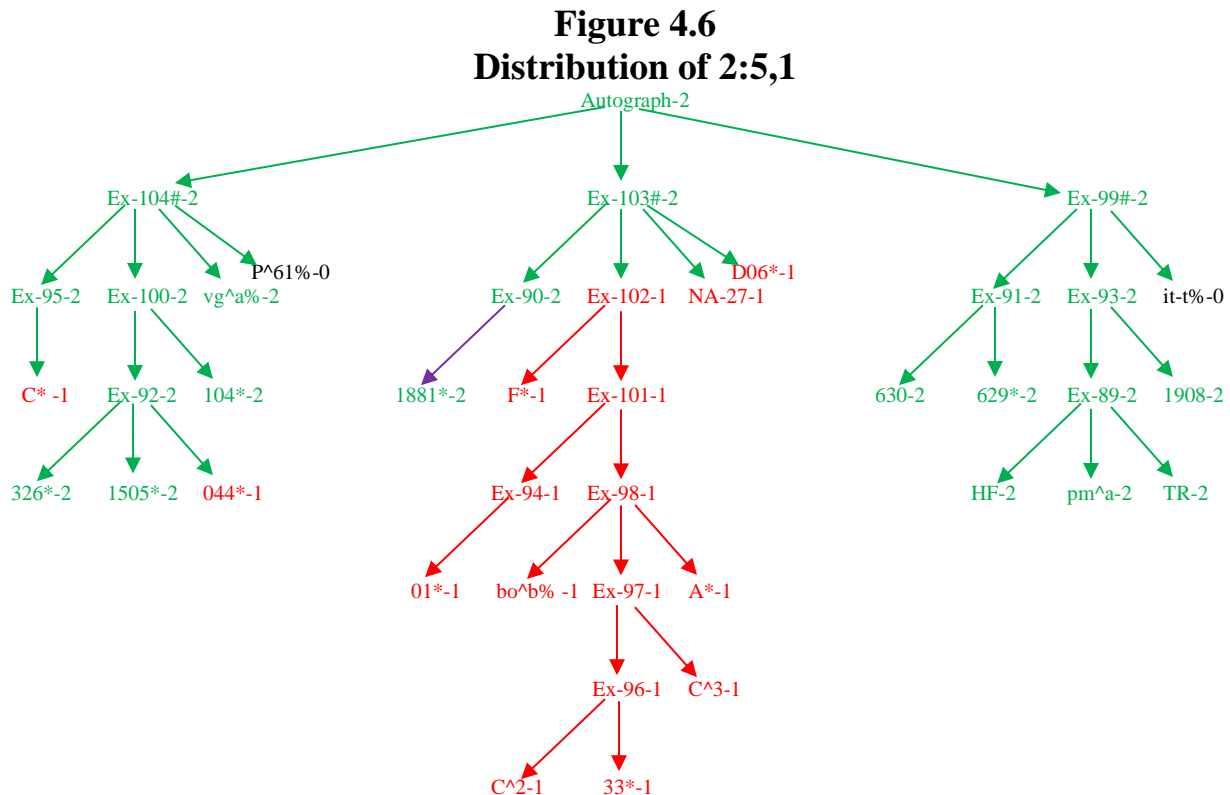 Figure 4.6
Distribution of 2:5,1
Autograph-2
Ex-104#-2 Ex-103#-2 Ex-99#-2
P^61%-0 D06*-1
Ex-95-2 Ex-100-2 vg^a%-2 Ex-90-2 Ex-102-1 NA-27-1 Ex-91-2 Ex-93-2 it-t%-0
C* -1 Ex-92-2 104*-2 1881*-2 F*-1 Ex-101-1 630-2 629*-2 Ex-89-2 1908-2
326*-2 1505*-2 044*-1 Ex-94-1 Ex-98-1 HF-2 pm^a-2 TR-2
01*-1 bo^b% -1 Ex-97-1 A*-1
Ex-96-1 C^3-1
C^2-1 33*-1